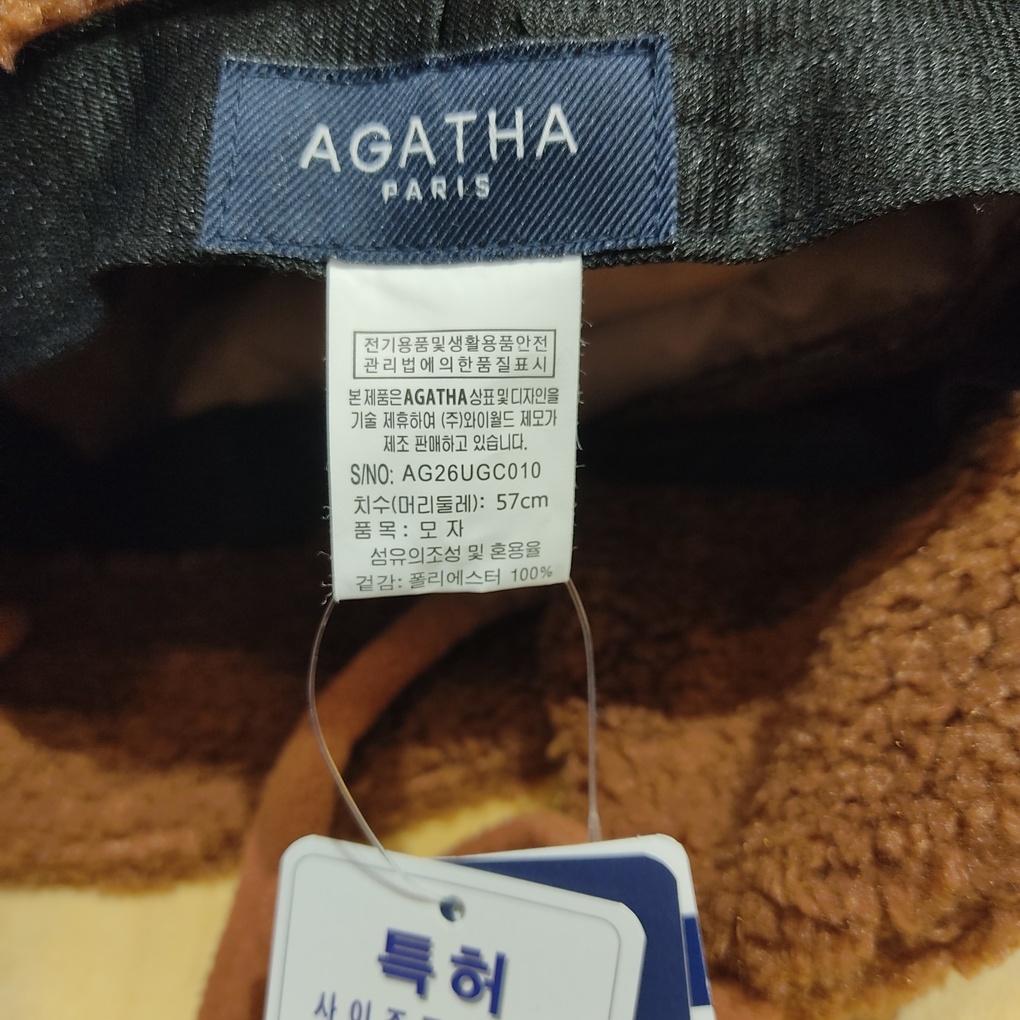 AGATHA
PARIS
전기용품및생활용품안전
관리법에의한품질표시
본제품은AGATHA상표및디자인을
기술 제휴하여 (주)와이월드 제모가
제조 판매하고 있습니다.
S/NO: AG26UGC010
치수(머리둘레): 57cm
품 목 : 모 자
섬유의조성 및 혼용율
겉감: 폴리에스터 100%
특허